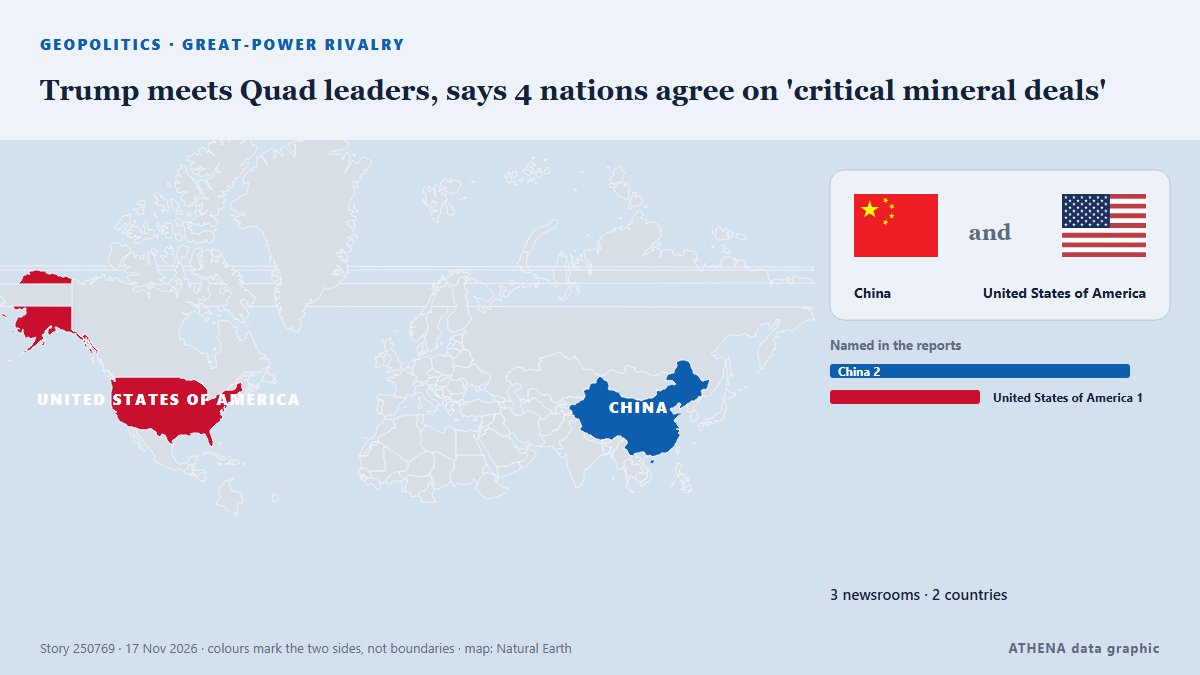 GEOPOLITICS · GREAT-POWER RIVALRY
Trump meets Quad leaders, says 4 nations agree on 'critical mineral deals'
and
China
United States of America
Named in the reports
China 2
United States of America 1
UNITED STATES OF AMERICA
CHINA
3 newsrooms · 2 countries
Story 250769 · 17 Nov 2026 · colours mark the two sides, not boundaries · map: Natural Earth
ATHENA data graphic